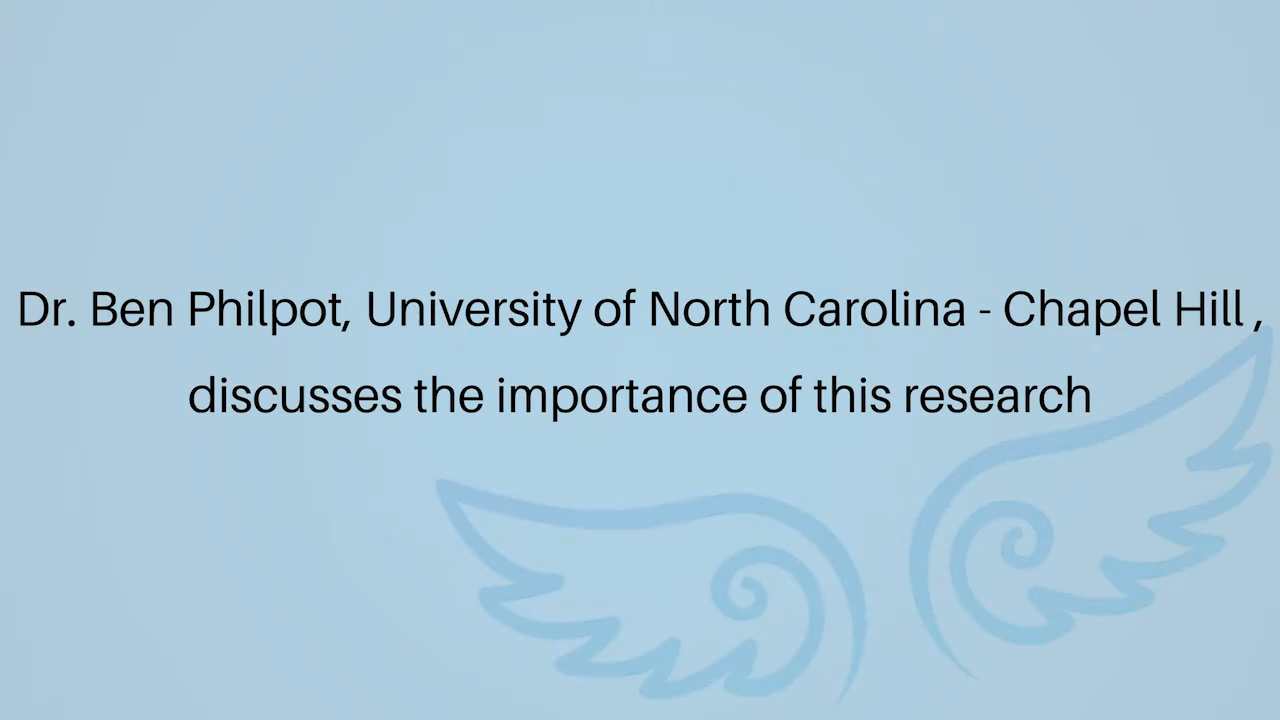 Dr. Ben Philpot, University of North Carolina - Chapel Hill ,
discusses the importance of this research